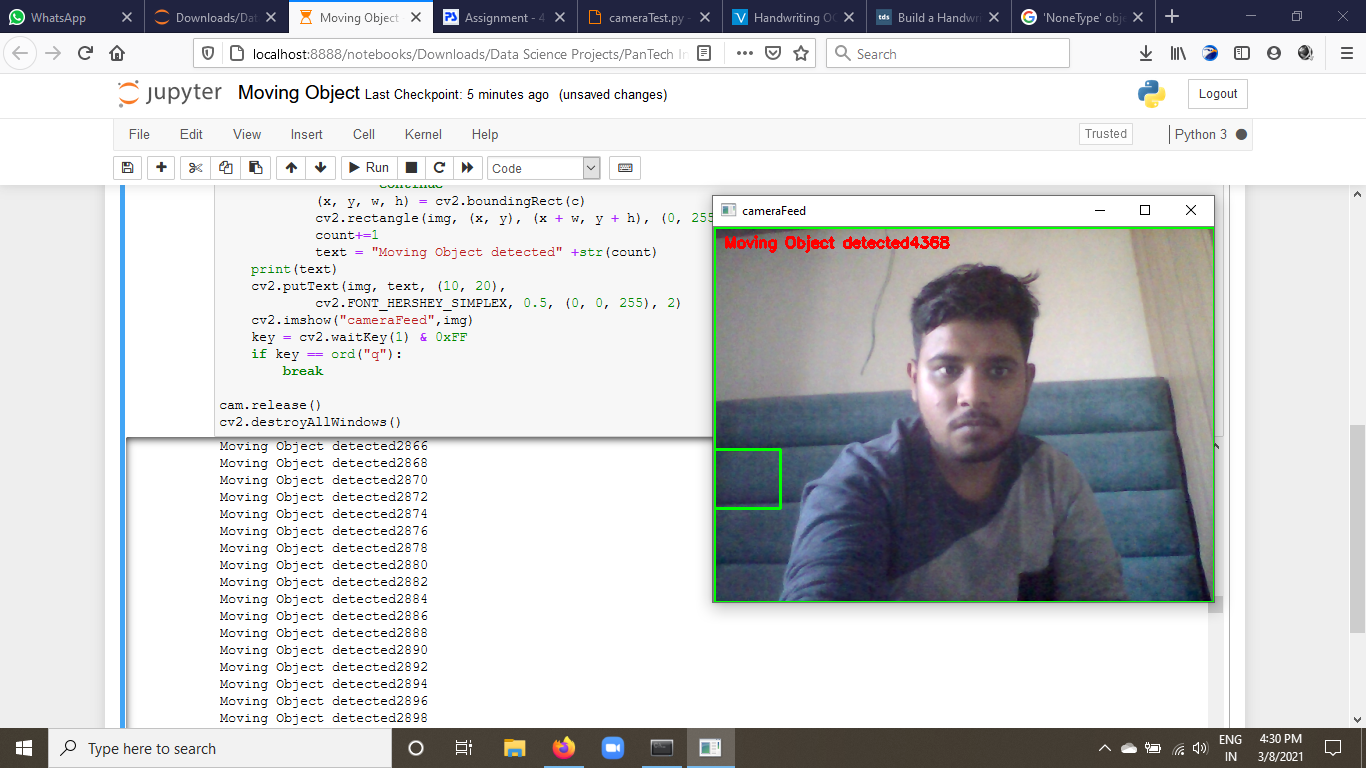 WhatsApp
Downloads/Dat
Moving Object
Assignment - 4
cameraTest.py -
Handwriting OC
Build a Handwri
'NoneType' obje
localhost:8888/notebooks/Downloads/Data Science Projects/PanTech In
Search
jupyter Moving Object Last Checkpoint: 5 minutes ago (unsaved changes)
Logout
File Edit View Insert Cell Kernel Help
Trusted
Python 3
Run
Code
continue
(x, y, w, h) = cv2.boundingRect(c)
cv2.rectangle(img, (x, y), (x + w, y + h), (0, 255
count+=1
text = "Moving Object detected" +str(count)
print(text)
cv2.putText(img, text, (10, 20),
cv2.FONT_HERSHEY_SIMPLEX, 0.5, (0, 0, 255), 2)
cv2.imshow("cameraFeed",img)
key = cv2.waitKey(1) & 0xFF
if key == ord("q"):
break
cam.release()
cv2.destroyAllWindows()
cameraFeed
Moving Object detected4368
Moving Object detected2866
Moving Object detected2868
Moving Object detected2870
Moving Object detected2872
Moving Object detected2874
Moving Object detected2876
Moving Object detected2878
Moving Object detected2880
Moving Object detected2882
Moving Object detected2884
Moving Object detected2886
Moving Object detected2888
Moving Object detected2890
Moving Object detected2892
Moving Object detected2894
Moving Object detected2896
Moving Object detected2898
Type here to search
ENG
IN
4:30 PM
3/8/2021